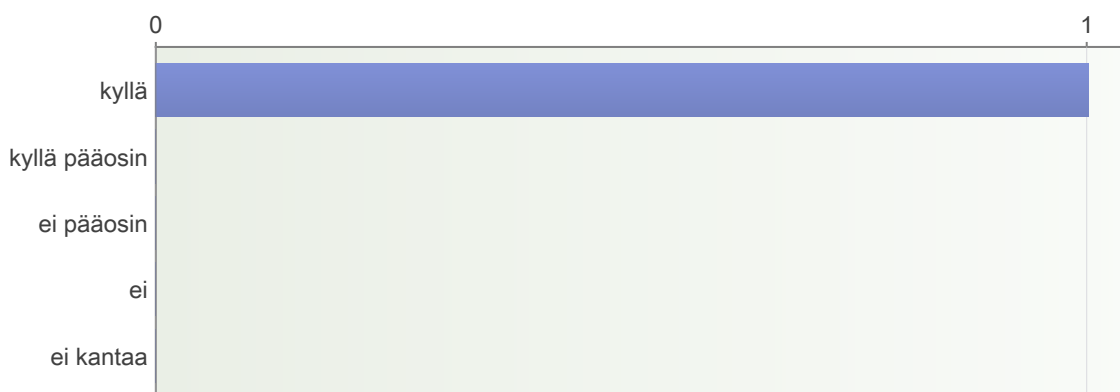 0 1
kyllä
kyllä pääosin
ei pääosin
ei
ei kantaa